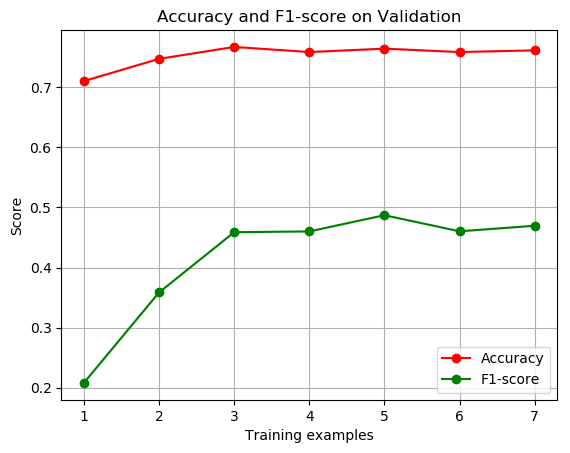 Accuracy and F1-score on Validation
Score
0.7
0.6
0.5
0.4
0.3
0.2
Accuracy
F1-score
1 2 3 4 5 6 7
Training examples